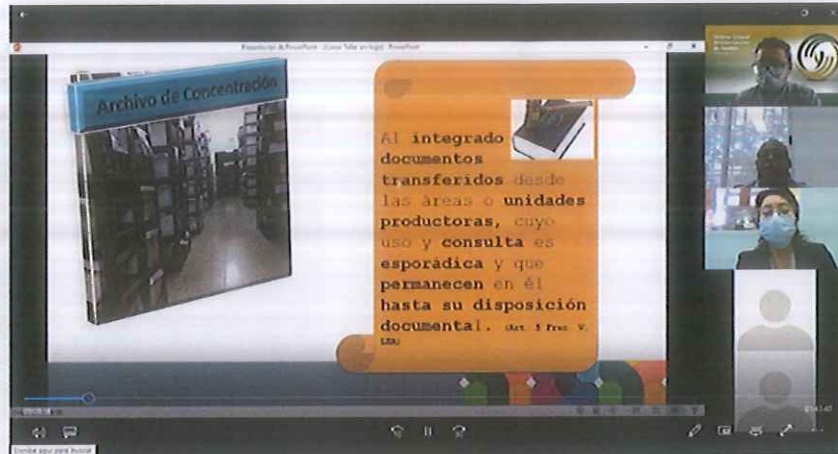 Archivo de Concentración
Al integrado
documentos
transferidos desde
las áreas o unidades
productoras, cuyo
uso y consulta es
esporádica y que
permanecen en él
hasta su disposición
documental.